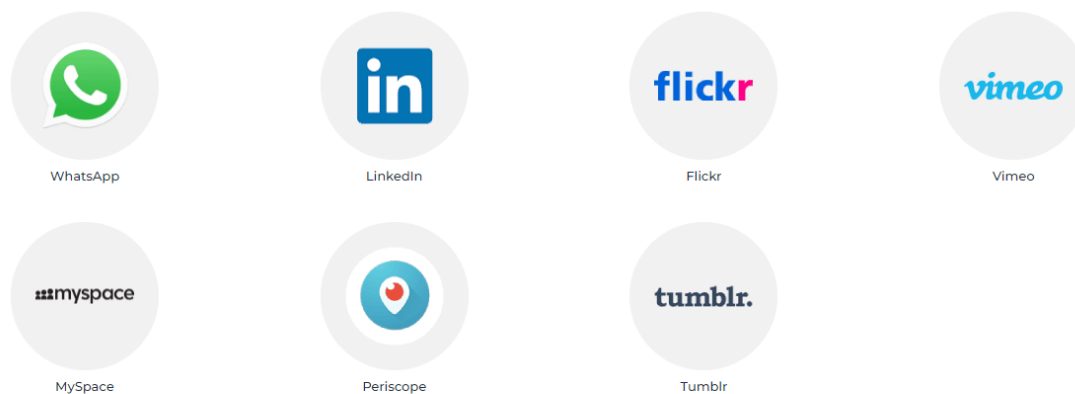 in
flickr
vimeo
WhatsApp
LinkedIn
Flickr
Vimeo
myspace
tumblr.
MySpace
Periscope
Tumblr